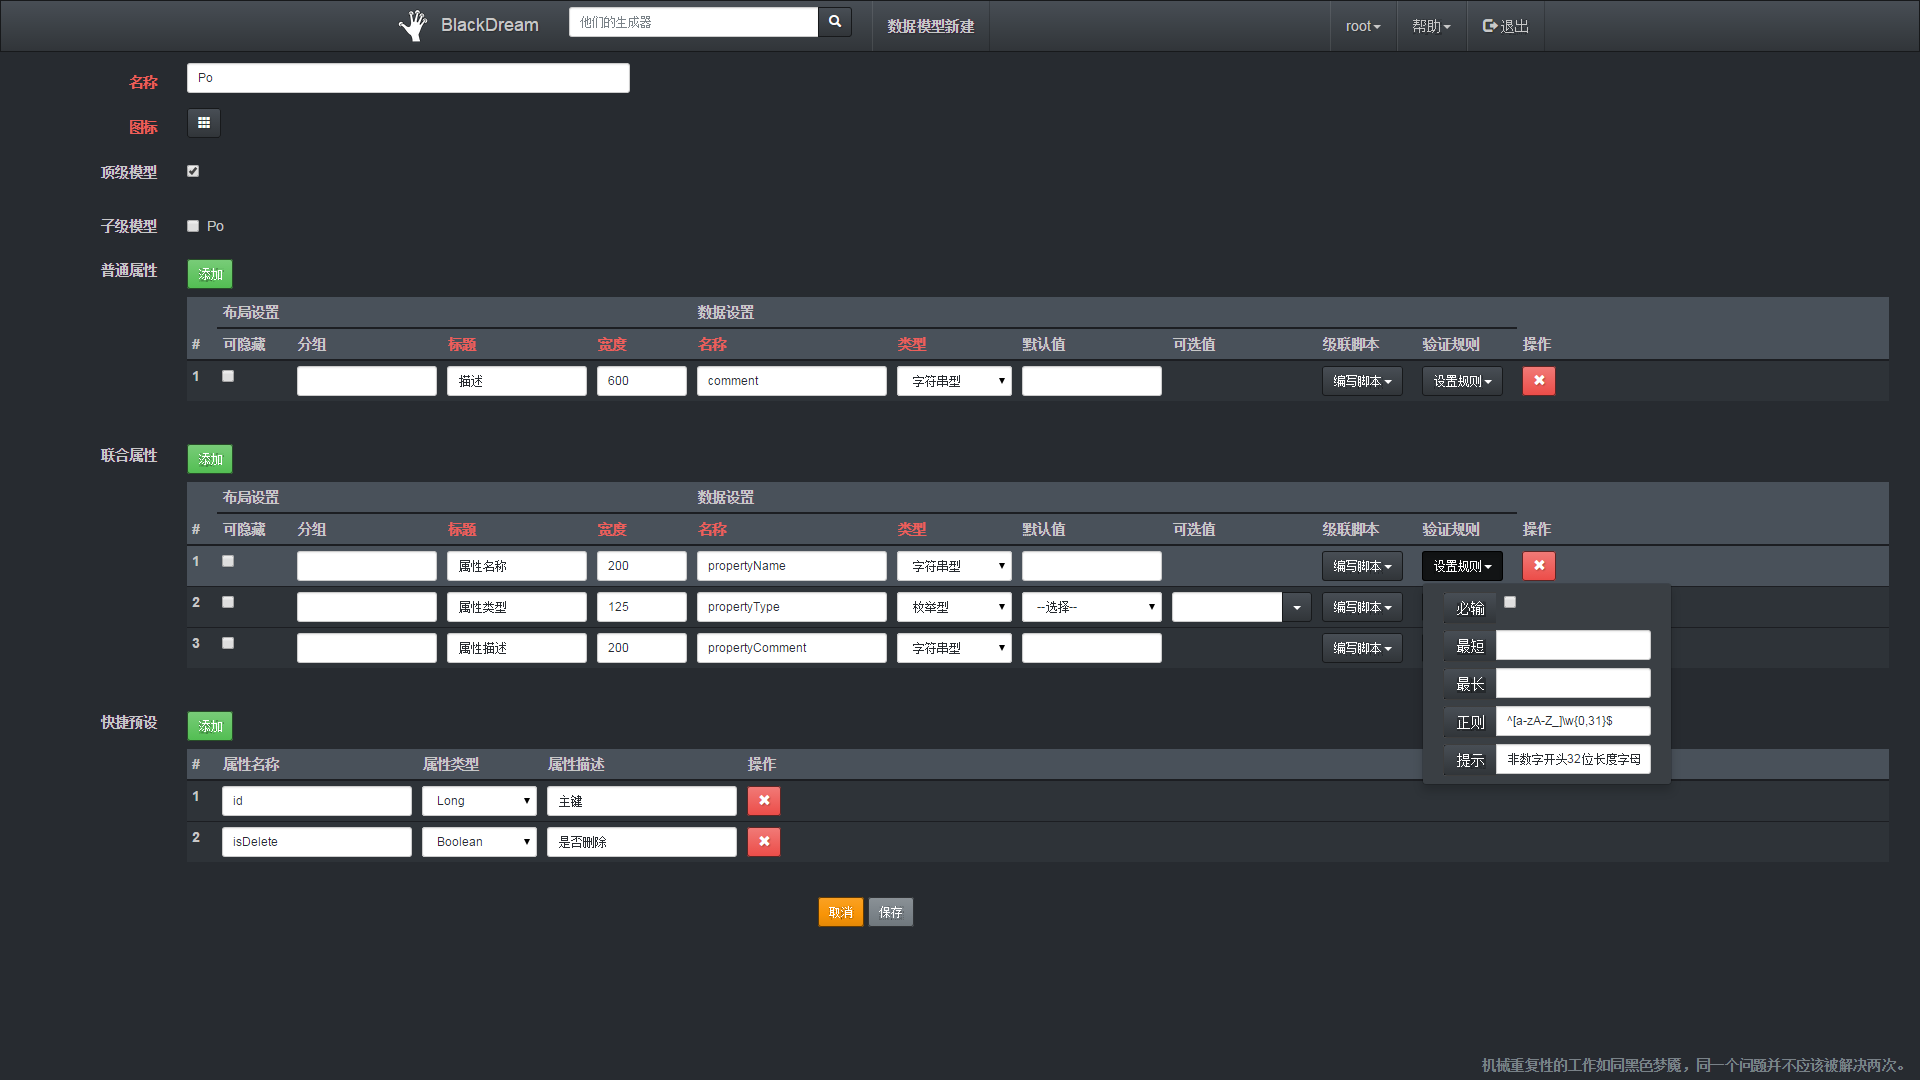 BlackDream 他们的生成器 数据模型新建 root 帮助 退出
名称 Po
图标
顶级模型
子级模型 Po
普通属性 添加
布局设置 数据设置
# 可隐藏 分组 标题 宽度 名称 类型 默认值 可选值 级联脚本 验证规则 操作
1 描述 600 comment 字符串型 编写脚本 设置规则
联合属性 添加
布局设置 数据设置
# 可隐藏 分组 标题 宽度 名称 类型 默认值 可选值 级联脚本 验证规则 操作
1 属性名称 200 propertyName 字符串型 编写脚本 设置规则
2 属性类型 125 propertyType 枚举型 --选择-- 编写脚本
3 属性描述 200 propertyComment 字符串型 编写脚本
必输
最短
最长
正则 ^[a-zA-Z_]\w{0,31}$
提示 非数字开头32位长度字母
快捷预设 添加
# 属性名称 属性类型 属性描述 操作
1 id Long 主键
2 isDelete Boolean 是否删除
取消 保存
机械重复性的工作如同黑色梦魇，同一个问题并不应该被解决两次。